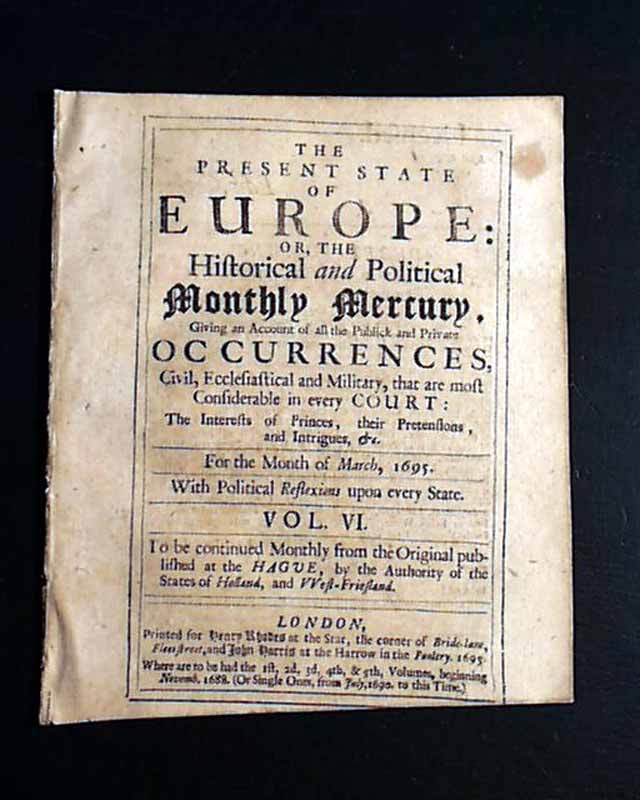 THE
PRESENT STATE
OF
EUROPE:
OR, THE
Hiſtorical and Political
Monthly Mercury,
Giving an Account of all the Publick and Private
OCCURRENCES,
Civil, Eccleſiaſtical and Military, that are moſt
Conſiderable in every COURT:
The Intereſts of Princes, their Pretenſions,
and Intrigues, &c.
For the Month of March, 1695.
With Political Reflexions upon every State.
VOL. VI.
To be continued Monthly from the Original pub-
liſhed at the HAGUE, by the Authority of the
States of Holland, and VVeſt-Frieſland.
LONDON,
Printed for Henry Rhodes at the Star, the corner of Bride-lane,
Fleetſtreet, and John Harris at the Harrow in the Poultry. 1695.
Where are to be had the 1ſt, 2d, 3d, 4th, & 5th, Volumes, beginning
Novemb. 1688. (Or Single Ones, from July, 1690. to this Time.)